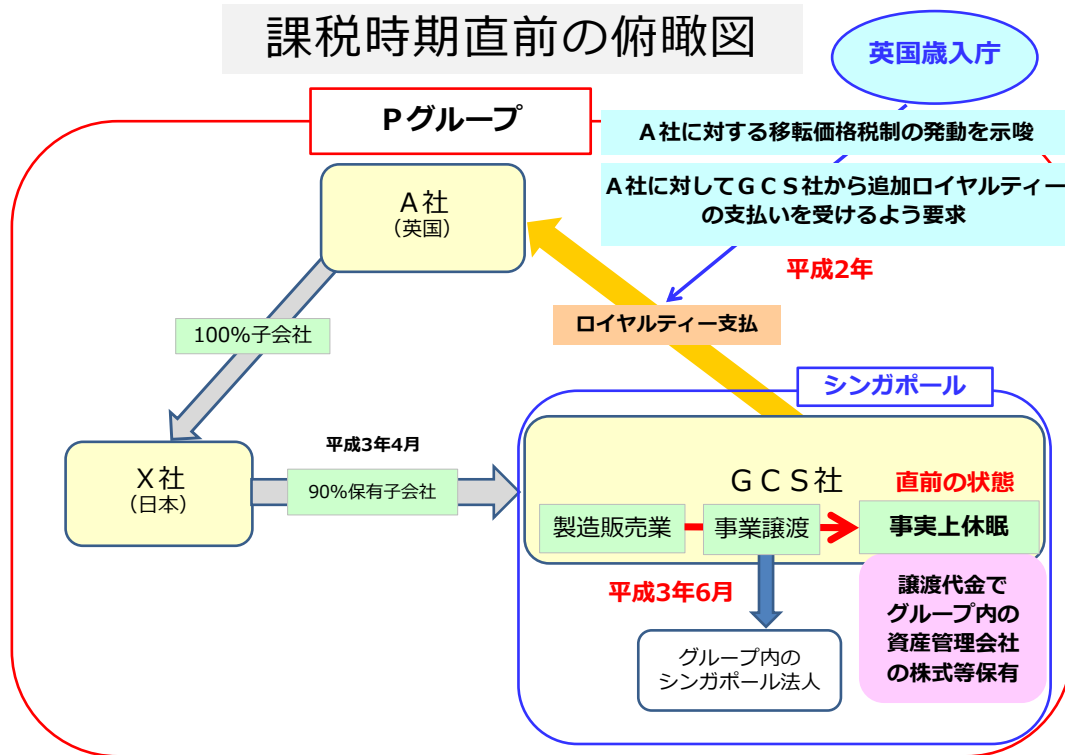 課税時期直前の俯瞰図
英国歳入庁
Pグループ
A社に対する移転価格税制の発動を示唆
A社に対してGCS社から追加ロイヤルティー
の支払いを受けるよう要求
平成2年
A社
(英国)
ロイヤルティー支払
100%子会社
シンガポール
X社
(日本)
平成3年4月
90%保有子会社
GCS社
直前の状態
製造販売業
事業譲渡
事実上休眠
平成3年6月
譲渡代金で
グループ内の
資産管理会社
の株式等保有
グループ内の
シンガポール法人